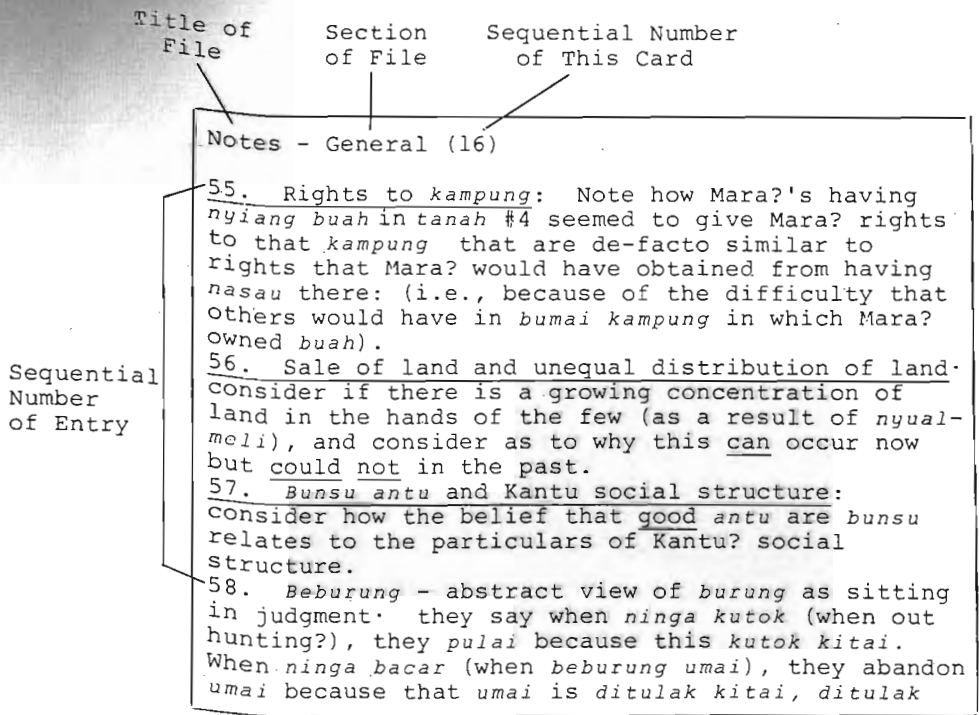 Title of
File
Section
of File
Sequential Number
of This Card
Notes - General (16)
55. Rights to kampung: Note how Mara?'s having
nyiang buah in tanah #4 seemed to give Mara? rights
to that kampung that are de-facto similar to
rights that Mara? would have obtained from having
nasau there: (i.e., because of the difficulty that
others would have in bumai kampung in which Mara?
owned buah).
56. Sale of land and unequal distribution of land·
consider if there is a growing concentration of
land in the hands of the few (as a result of nyual-
meli), and consider as to why this can occur now
but could not in the past.
57. Bunsu antu and Kantu social structure:
consider how the belief that good antu are bunsu
relates to the particulars of Kantu? social
structure.
58. Beburung - abstract view of burung as sitting
in judgment· they say when ninga kutok (when out
hunting?), they pulai because this kutok kitai.
When ninga bacar (when beburung umai), they abandon
umai because that umai is ditulak kitai, ditulak
Sequential
Number
of Entry